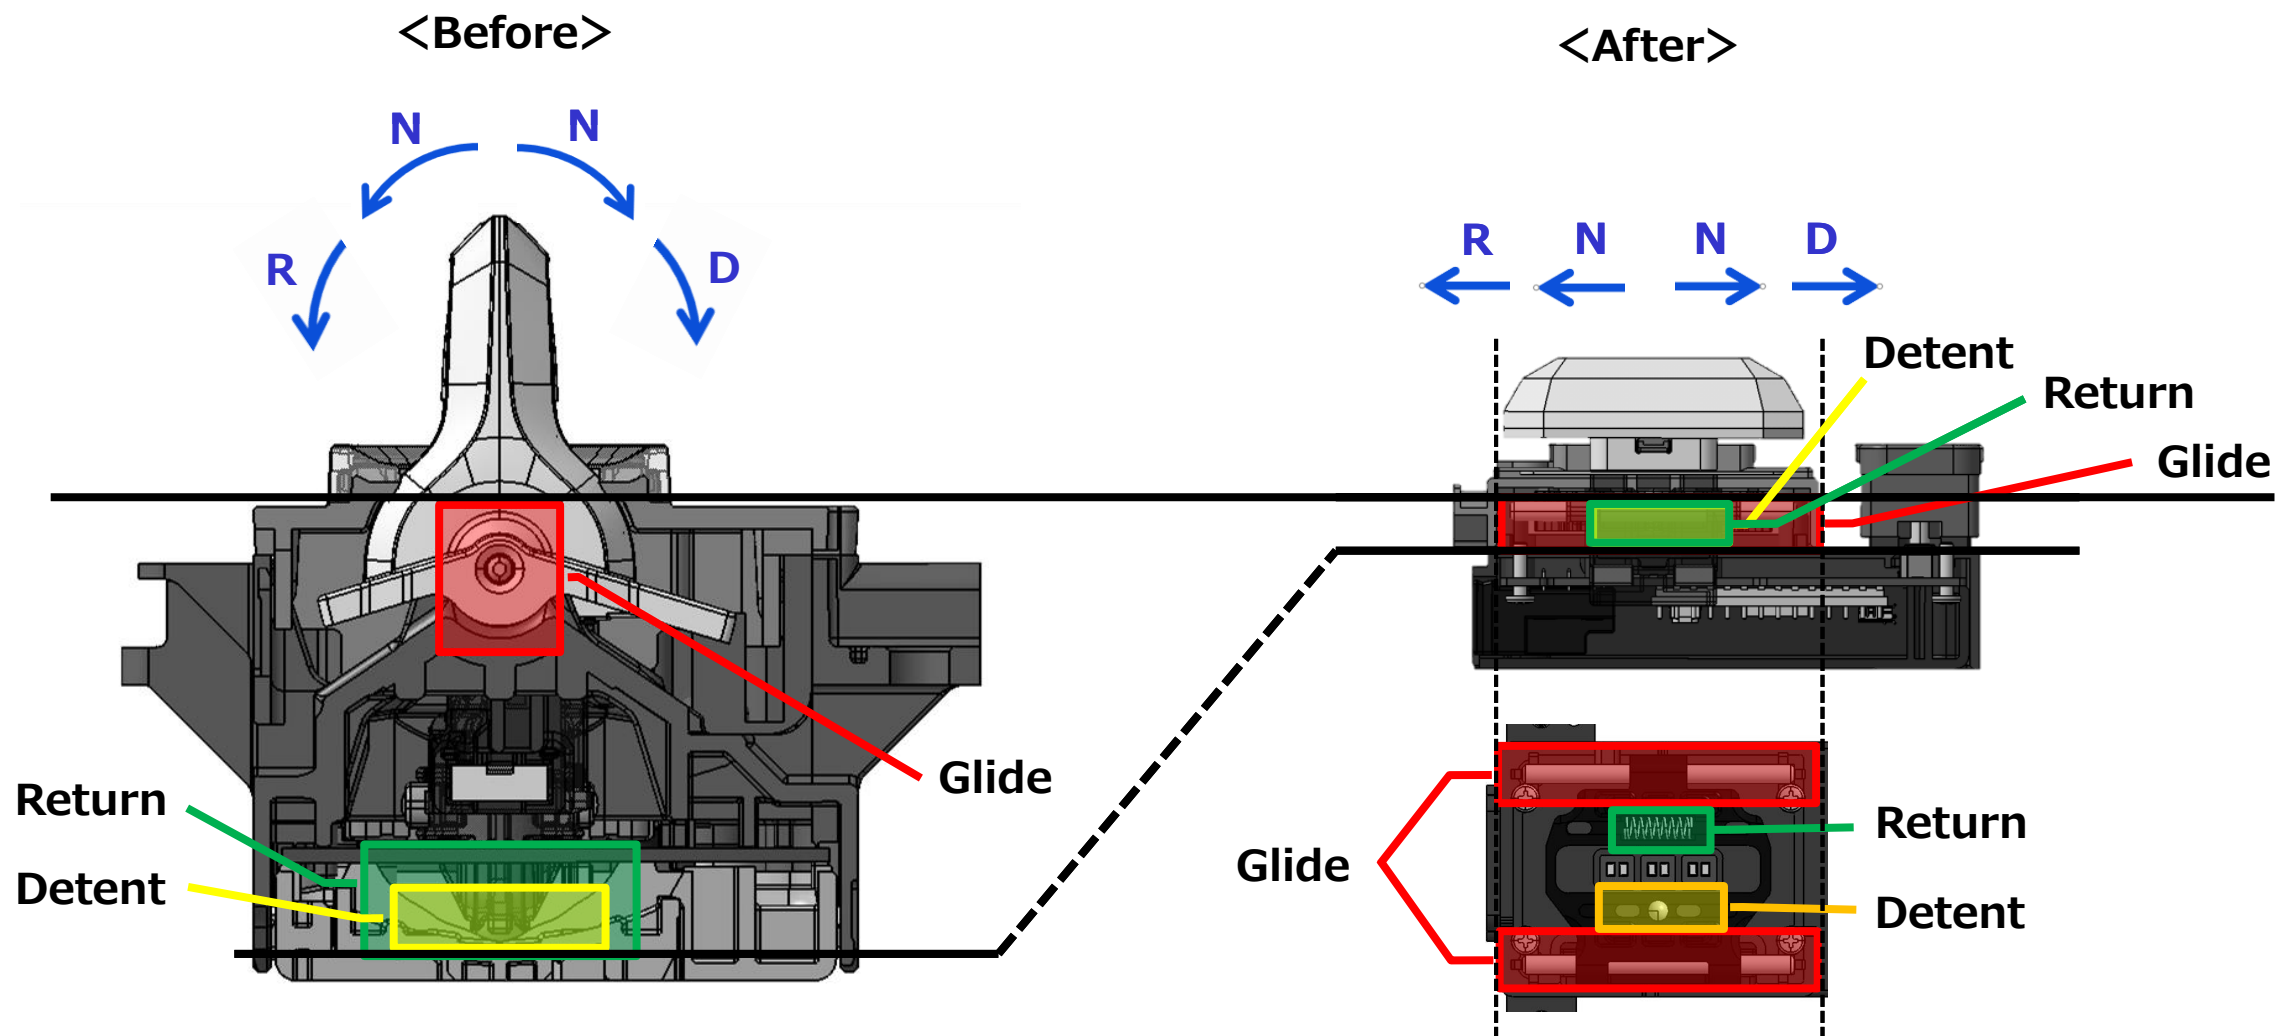 <Before>
<After>
N
N
R
D
R
N
N
D
Detent
Return
Glide
Glide
Return
Detent
Glide
Return
Detent